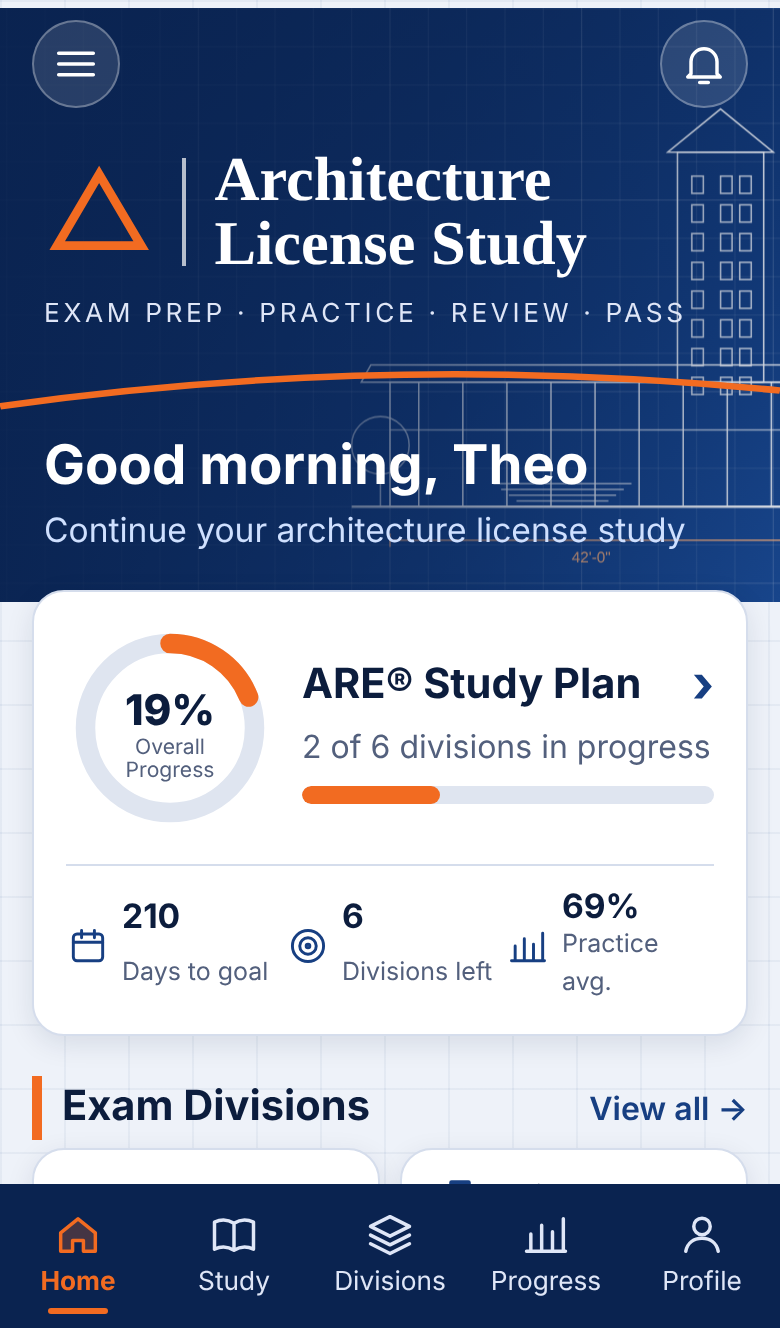 Architecture
License Study
EXAM PREP · PRACTICE · REVIEW · PASS
Good morning, Theo
Continue your architecture license study
42'-0"
19%
Overall
Progress
ARE® Study Plan
2 of 6 divisions in progress
210
Days to goal
6
Divisions left
69%
Practice
avg.
Exam Divisions
View all →
Home
Study
Divisions
Progress
Profile